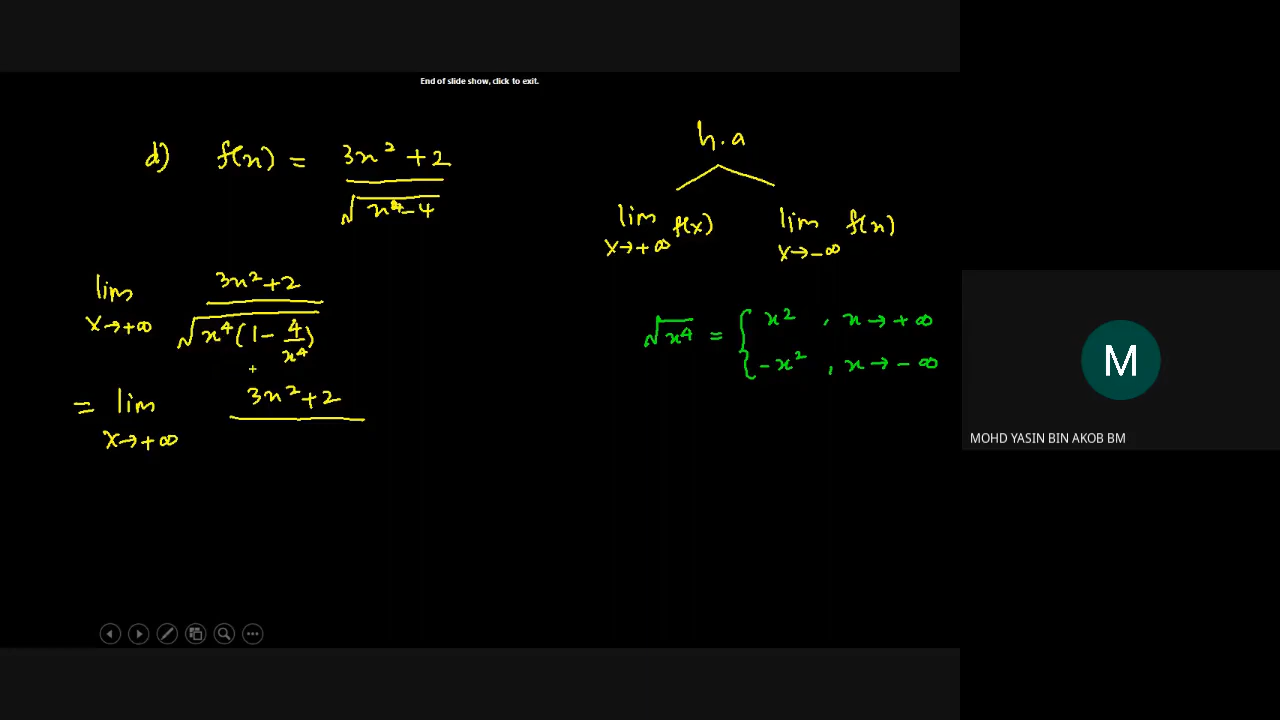 End of slide show, click to exit.
d) f(x) = (3x² + 2) / √(x⁴ - 4)
h.a
lim x→+∞ f(x)
lim x→-∞ f(x)
lim x→+∞ (3x² + 2) / √(x⁴(1 - 4/x⁴))
√x⁴ = { x² , x → +∞
-x² , x → -∞
= lim x→+∞ 3x² + 2
M
MOHD YASIN BIN AKOB BM